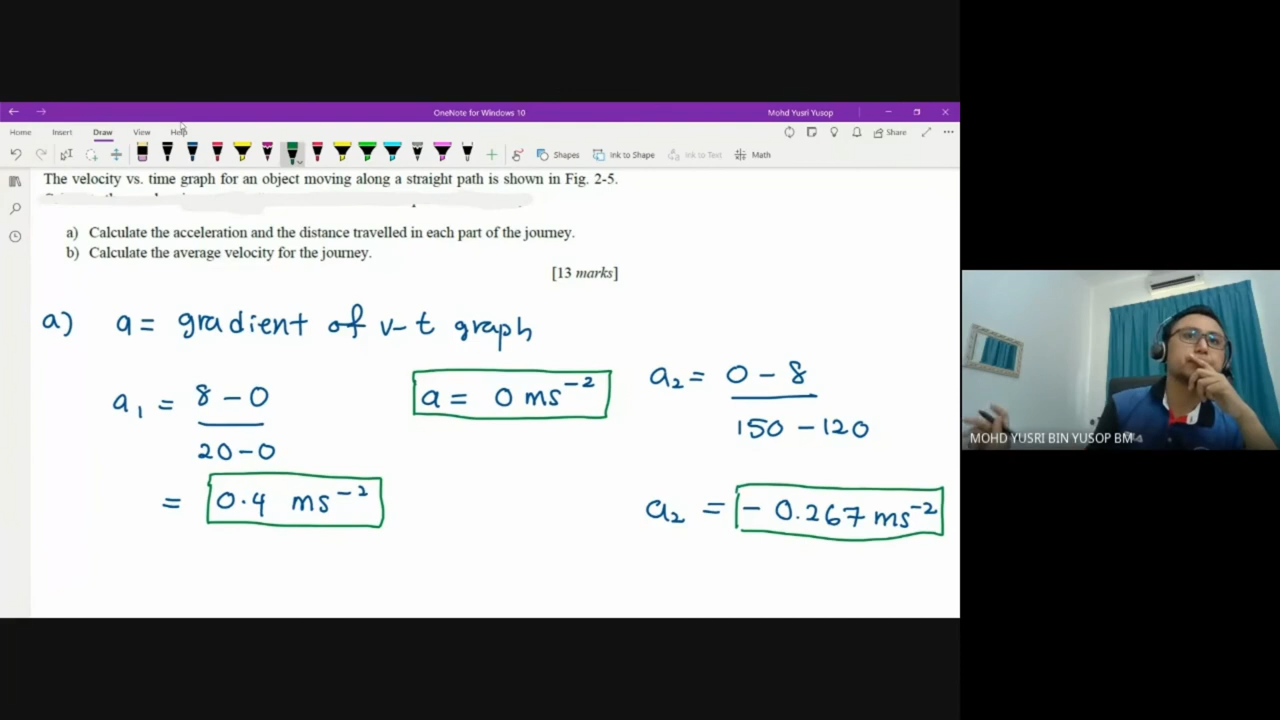 OneNote for Windows 10
Mohd Yusri Yusop
Home Insert Draw View Help
Share
Shapes Ink to Shape Ink to Text Math
The velocity vs. time graph for an object moving along a straight path is shown in Fig. 2-5.
a) Calculate the acceleration and the distance travelled in each part of the journey.
b) Calculate the average velocity for the journey.
[13 marks]
a) a = gradient of v-t graph
a₁ = 8 - 0
20 - 0
= 0.4 ms⁻²
a = 0 ms⁻²
a₂ = 0 - 8
150 - 120
a₂ = - 0.267 ms⁻²
MOHD YUSRI BIN YUSOP BM